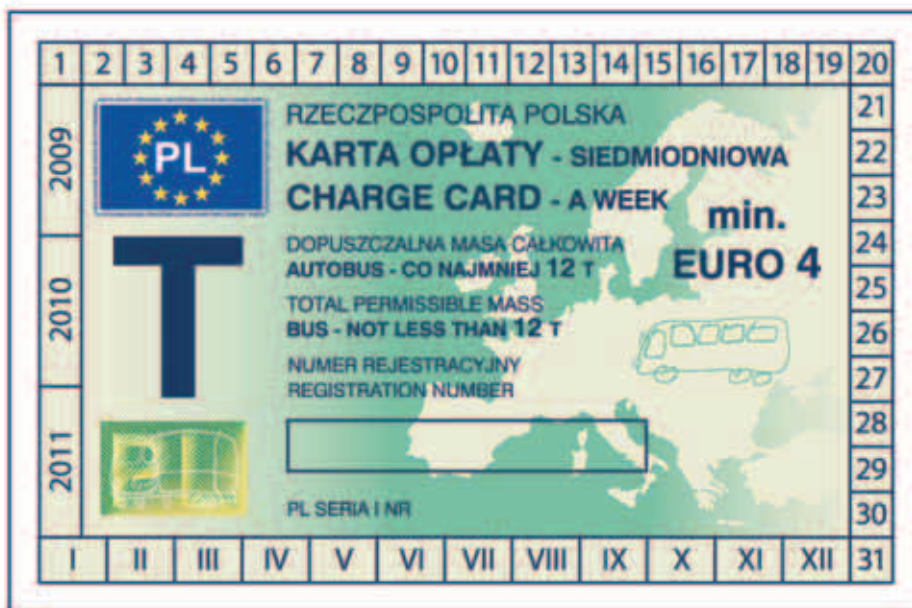 1 2 3 4 5 6 7 8 9 10 11 12 13 14 15 16 17 18 19 20
21
22
23
24
25
26
27
28
29
30
31
2009
2010
2011
PL
RZECZPOSPOLITA POLSKA
KARTA OPŁATY - SIEDMIODNIOWA
CHARGE CARD - A WEEK
min.
EURO 4
T
DOPUSZCZALNA MASA CAŁKOWITA
AUTOBUS - CO NAJMNIEJ 12 T
TOTAL PERMISSIBLE MASS
BUS - NOT LESS THAN 12 T
NUMER REJESTRACYJNY
REGISTRATION NUMBER
PL SERIA I NR
I II III IV V VI VII VIII IX X XI XII